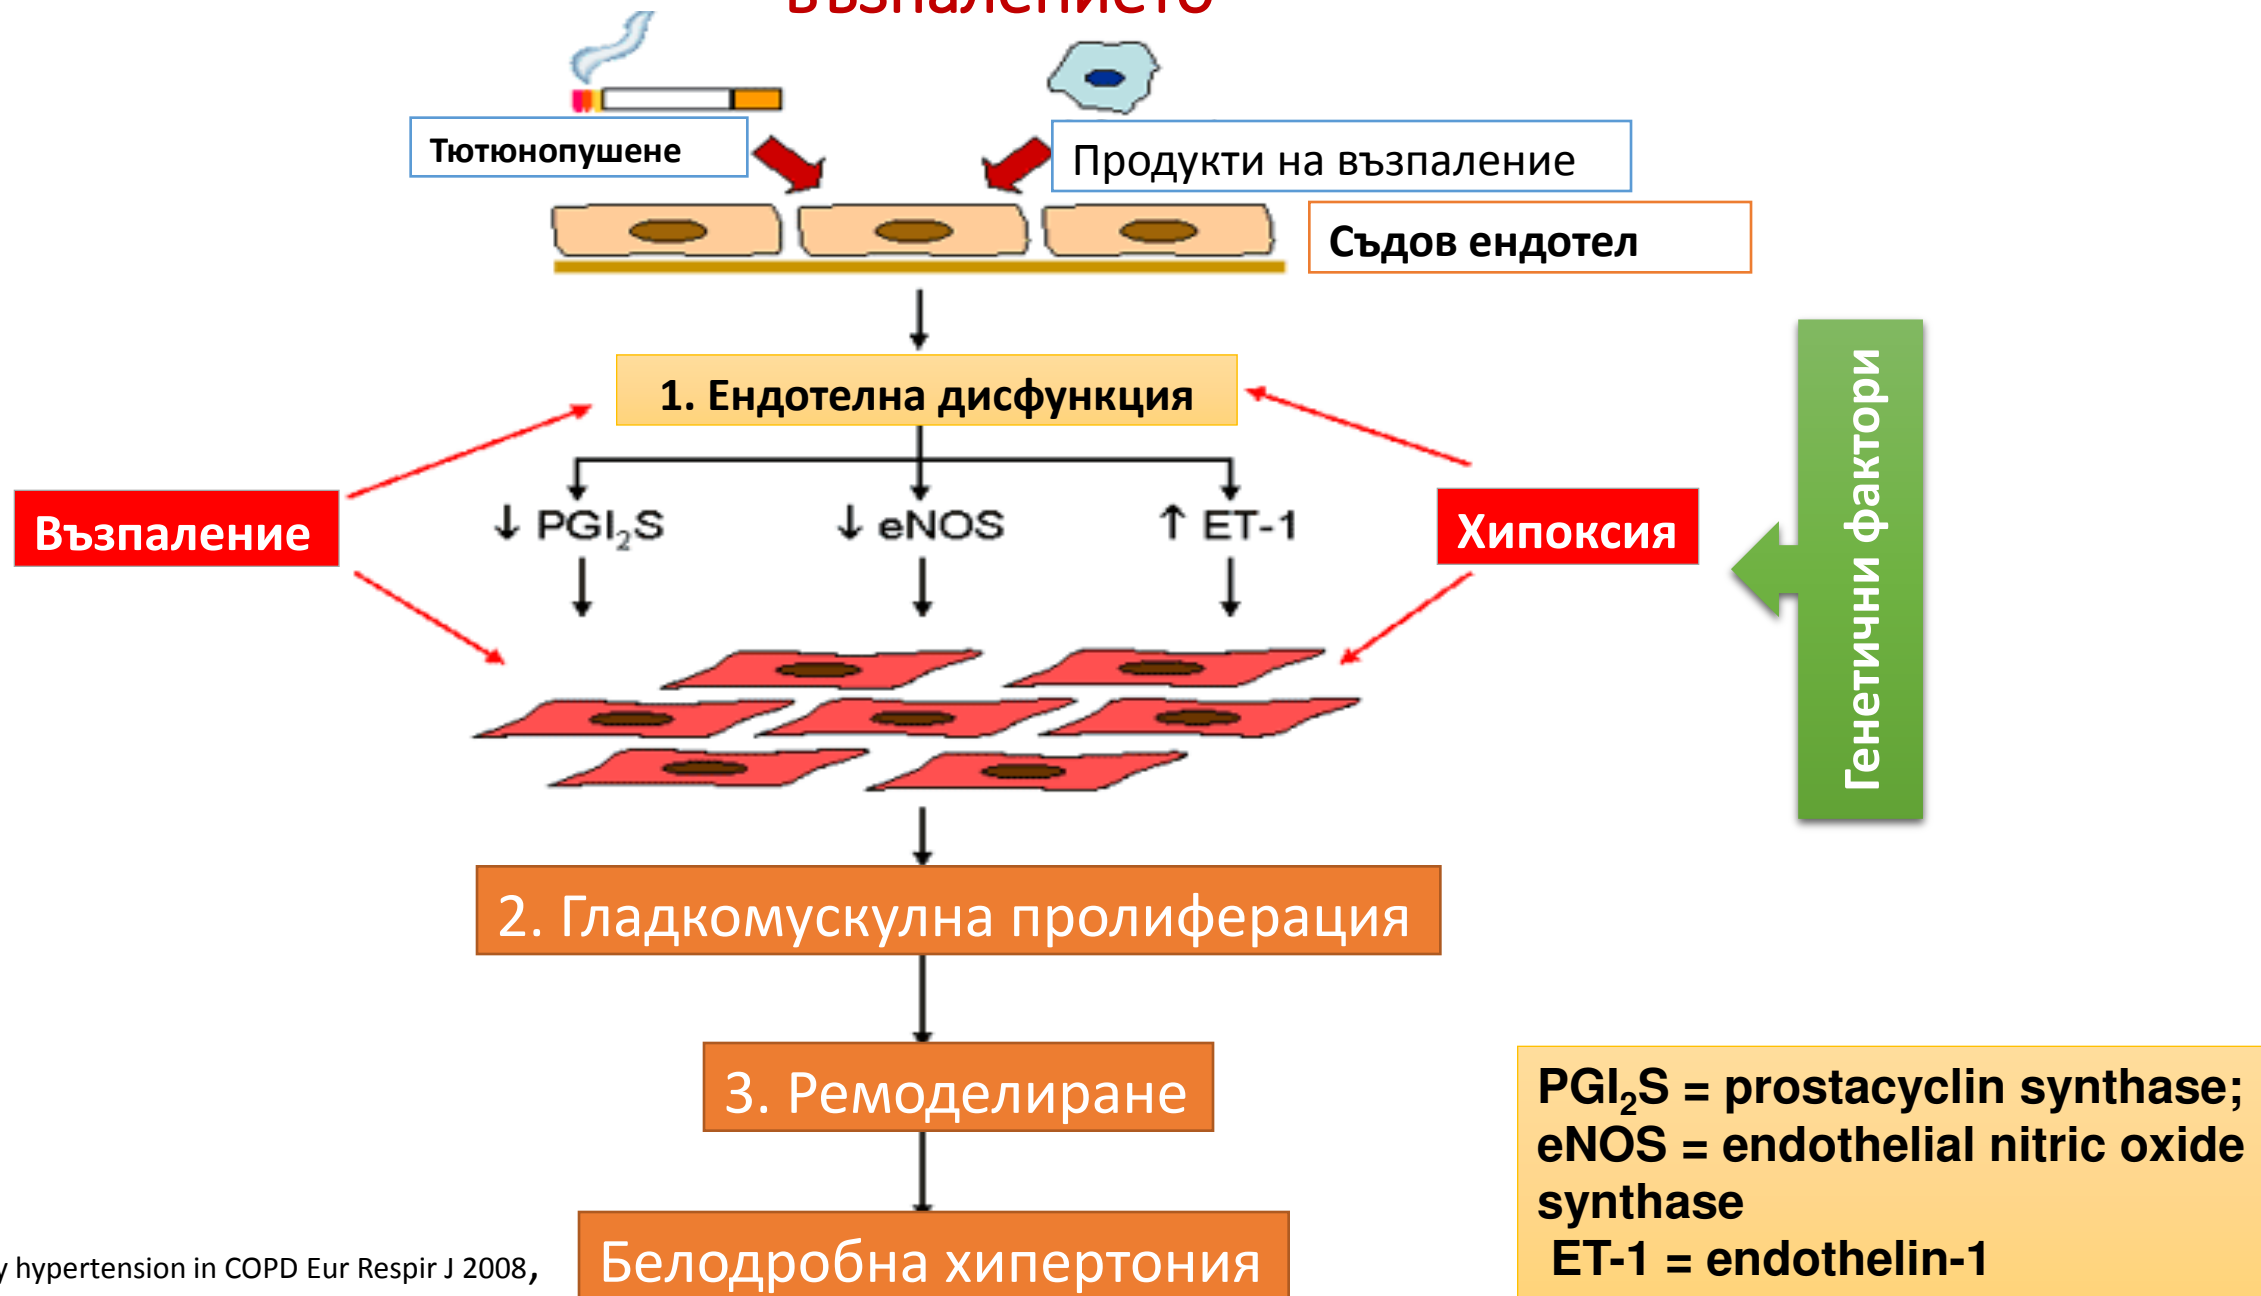 възпалението
Тютюнопушене
Продукти на възпаление
Съдов ендотел
1. Ендотелна дисфункция
Възпаление
↓ PGI₂S
↓ eNOS
↑ ET-1
Хипоксия
Генетични фактори
2. Гладкомускулна пролиферация
3. Ремоделиране
Белодробна хипертония
PGI₂S = prostacyclin synthase;
eNOS = endothelial nitric oxide
synthase
ET-1 = endothelin-1
y hypertension in COPD Eur Respir J 2008,